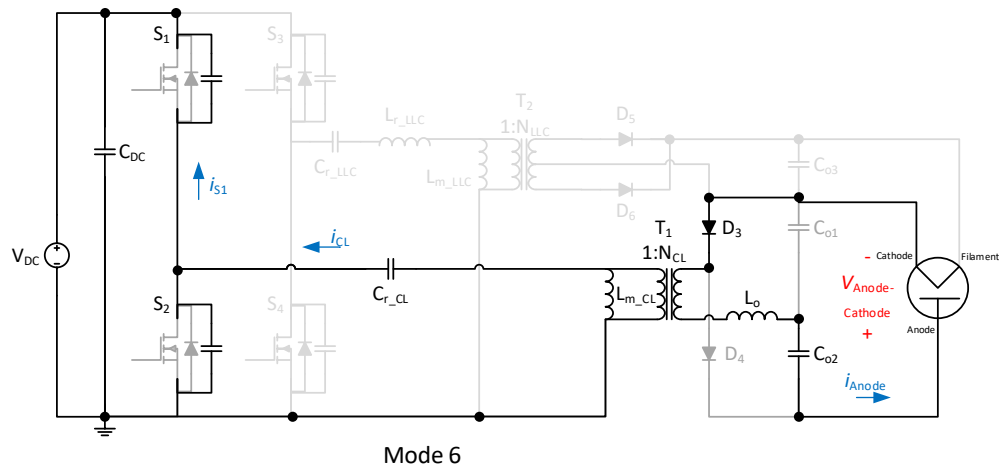 S1
S3
T2
1:NLLC
D5
Lr_LLC
CDC
Cr_LLC
Lm_LLC
Co3
iS1
D6
T1
1:NCL
D3
Co1
iCL
VDC
- Cathode
Filament
VAnode-
Cathode
+
Anode
Cr_CL
Lm_CL
Lo
S2
S4
D4
Co2
iAnode
Mode 6